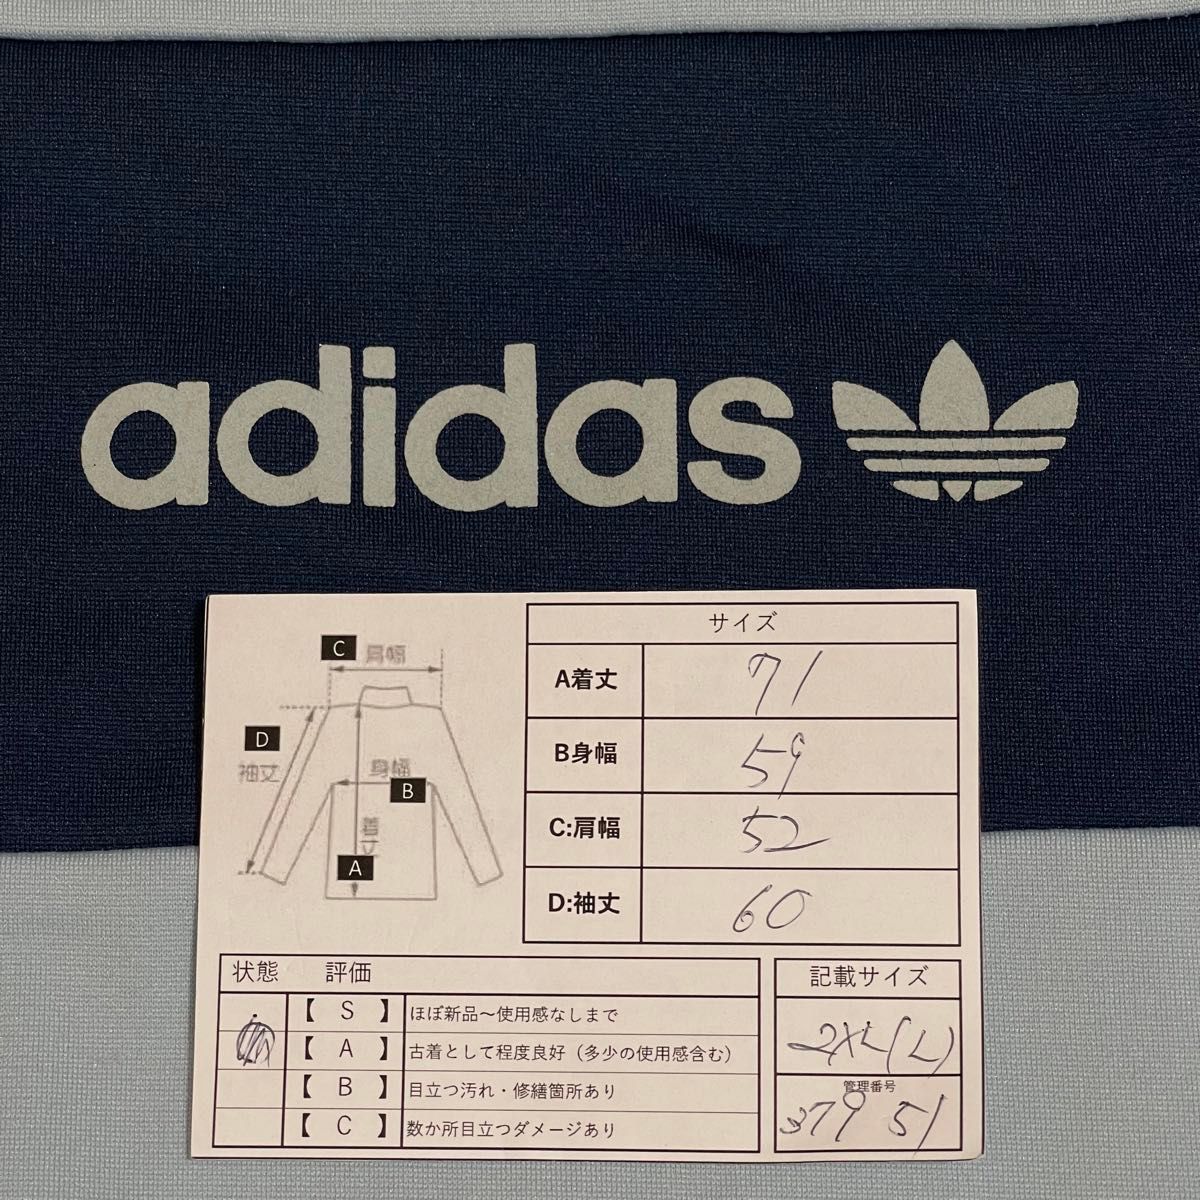 adidas
サイズ
A着丈 71
B身幅 59
C:肩幅 52
D:袖丈 60
C 肩幅
D
袖丈
身幅
B
着丈
A
状態 評価
【 S 】 ほぼ新品〜使用感なしまで
【 A 】 古着として程度良好（多少の使用感含む）
【 B 】 目立つ汚れ・修繕箇所あり
【 C 】 数か所目立つダメージあり
記載サイズ
2XL(L)
管理番号
379 51